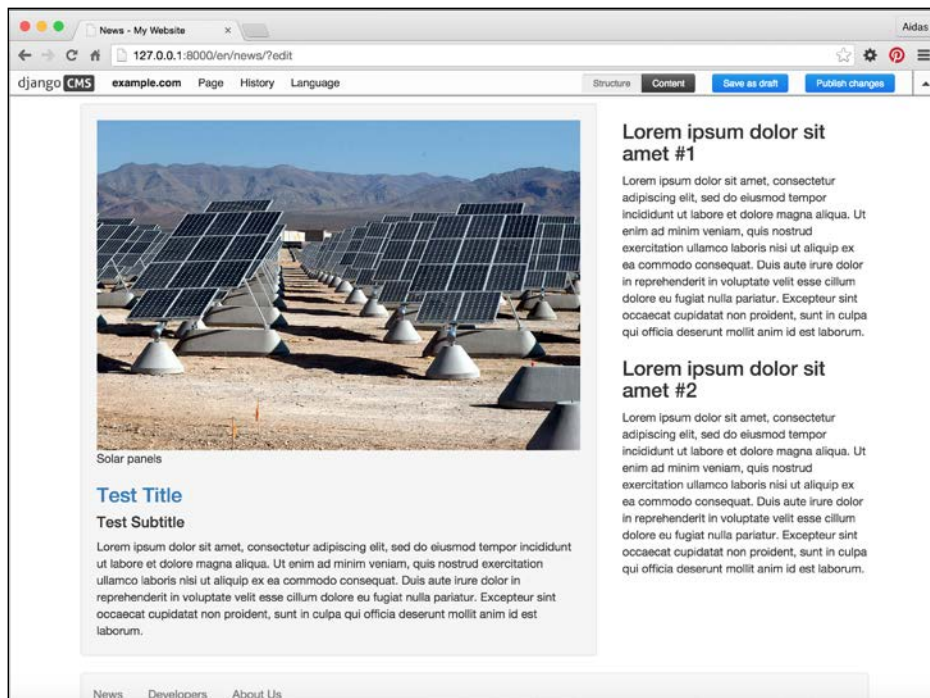 News - My Website
Aidas
127.0.0.1:8000/en/news/?edit
django CMS example.com Page History Language Structure Content Save as draft Publish changes
Solar panels
Test Title
Test Subtitle
Lorem ipsum dolor sit amet, consectetur adipiscing elit, sed do eiusmod tempor incididunt
ut labore et dolore magna aliqua. Ut enim ad minim veniam, quis nostrud exercitation
ullamco laboris nisi ut aliquip ex ea commodo consequat. Duis aute irure dolor in
reprehenderit in voluptate velit esse cillum dolore eu fugiat nulla pariatur. Excepteur sint
occaecat cupidatat non proident, sunt in culpa qui officia deserunt mollit anim id est
laborum.
Lorem ipsum dolor sit
amet #1
Lorem ipsum dolor sit amet, consectetur
adipiscing elit, sed do eiusmod tempor
incididunt ut labore et dolore magna aliqua. Ut
enim ad minim veniam, quis nostrud
exercitation ullamco laboris nisi ut aliquip ex
ea commodo consequat. Duis aute irure dolor
in reprehenderit in voluptate velit esse cillum
dolore eu fugiat nulla pariatur. Excepteur sint
occaecat cupidatat non proident, sunt in culpa
qui officia deserunt mollit anim id est laborum.
Lorem ipsum dolor sit
amet #2
Lorem ipsum dolor sit amet, consectetur
adipiscing elit, sed do eiusmod tempor
incididunt ut labore et dolore magna aliqua. Ut
enim ad minim veniam, quis nostrud
exercitation ullamco laboris nisi ut aliquip ex
ea commodo consequat. Duis aute irure dolor
in reprehenderit in voluptate velit esse cillum
dolore eu fugiat nulla pariatur. Excepteur sint
occaecat cupidatat non proident, sunt in culpa
qui officia deserunt mollit anim id est laborum.
News Developers About Us